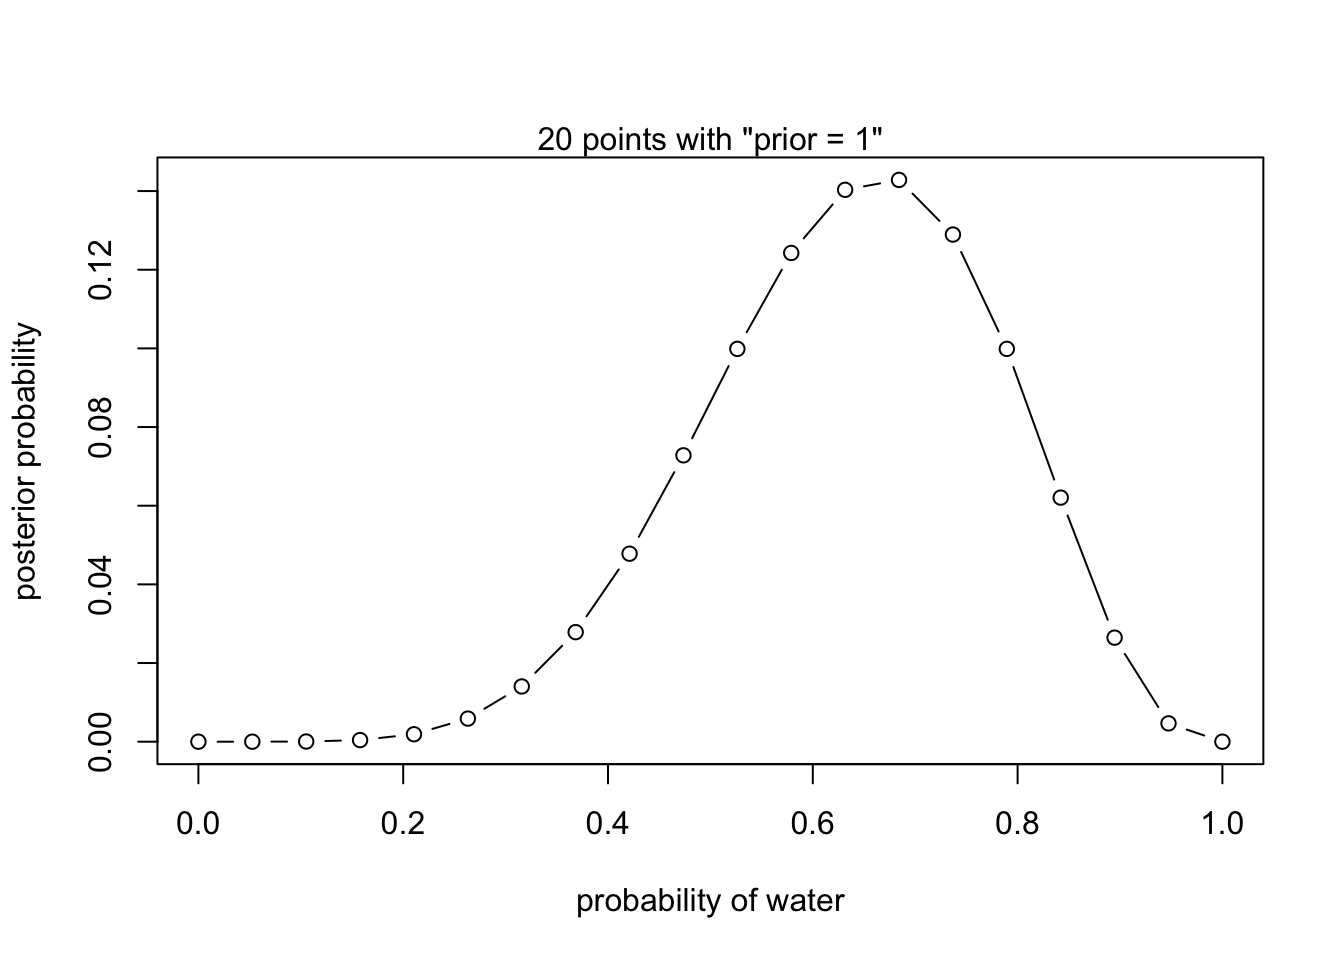 20 points with "prior = 1"
posterior probability
0.12
0.08
0.04
0.00
0.0 0.2 0.4 0.6 0.8 1.0
probability of water